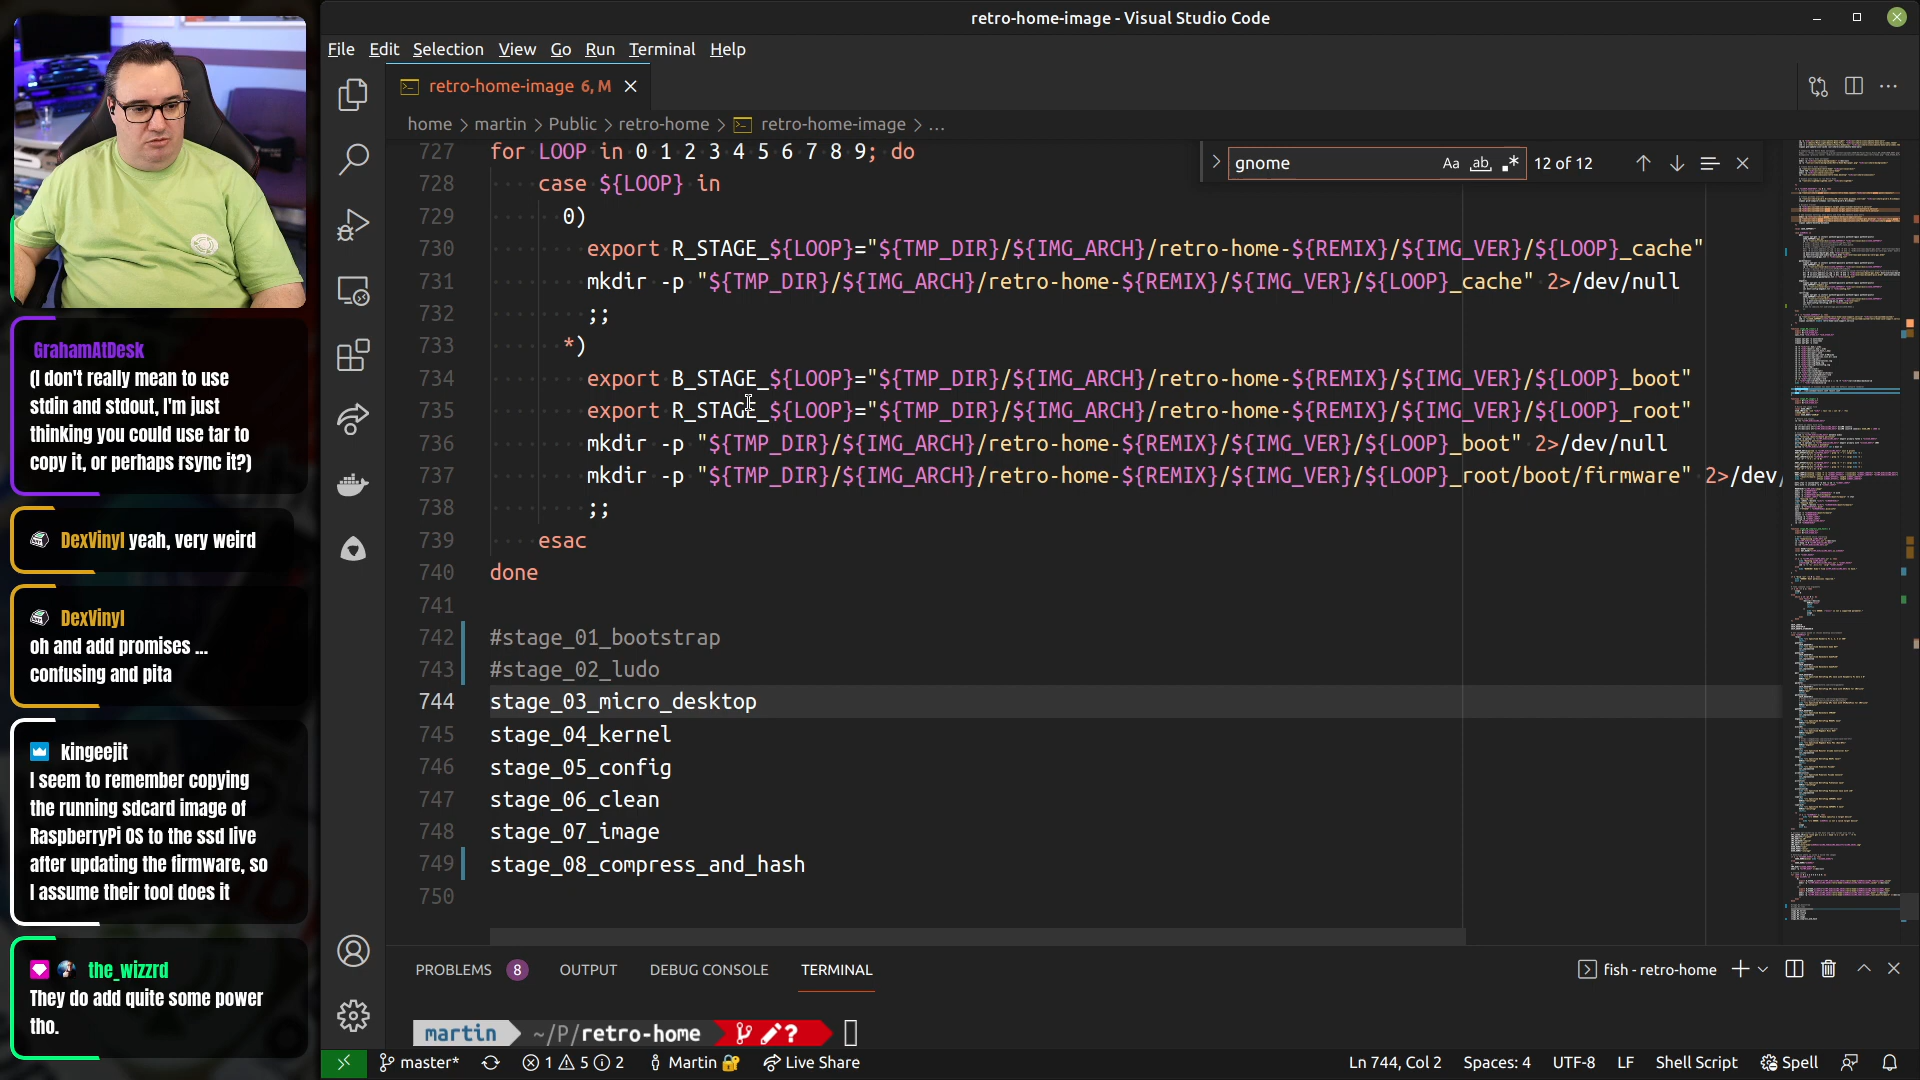 retro-home-image - Visual Studio Code
File Edit Selection View Go Run Terminal Help
retro-home-image 6, M
home > martin > Public > retro-home > retro-home-image > ...
gnome
Aa ab .* 12 of 12
727 for LOOP in 0 1 2 3 4 5 6 7 8 9; do
728 case ${LOOP} in
729 0)
730 export R_STAGE_${LOOP}="${TMP_DIR}/${IMG_ARCH}/retro-home-${REMIX}/${IMG_VER}/${LOOP}_cache"
731 mkdir -p "${TMP_DIR}/${IMG_ARCH}/retro-home-${REMIX}/${IMG_VER}/${LOOP}_cache" 2>/dev/null
732 ;;
733 *)
734 export B_STAGE_${LOOP}="${TMP_DIR}/${IMG_ARCH}/retro-home-${REMIX}/${IMG_VER}/${LOOP}_boot"
735 export R_STAGE_${LOOP}="${TMP_DIR}/${IMG_ARCH}/retro-home-${REMIX}/${IMG_VER}/${LOOP}_root"
736 mkdir -p "${TMP_DIR}/${IMG_ARCH}/retro-home-${REMIX}/${IMG_VER}/${LOOP}_boot" 2>/dev/null
737 mkdir -p "${TMP_DIR}/${IMG_ARCH}/retro-home-${REMIX}/${IMG_VER}/${LOOP}_root/boot/firmware" 2>/dev/
738 ;;
739 esac
740 done
741
742 #stage_01_bootstrap
743 #stage_02_ludo
744 stage_03_micro_desktop
745 stage_04_kernel
746 stage_05_config
747 stage_06_clean
748 stage_07_image
749 stage_08_compress_and_hash
750
PROBLEMS 8 OUTPUT DEBUG CONSOLE TERMINAL
fish - retro-home
martin ~/P/retro-home ?
master* 1 5 2 Martin Live Share
Ln 744, Col 2 Spaces: 4 UTF-8 LF Shell Script Spell
GrahamAtDesk
(I don't really mean to use
stdin and stdout, I'm just
thinking you could use tar to
copy it, or perhaps rsync it?)
DexVinyl yeah, very weird
DexVinyl
oh and add promises ...
confusing and pita
kingeejit
I seem to remember copying
the running sdcard image of
RaspberryPi OS to the ssd live
after updating the firmware, so
I assume their tool does it
the_wizzrd
They do add quite some power
tho.